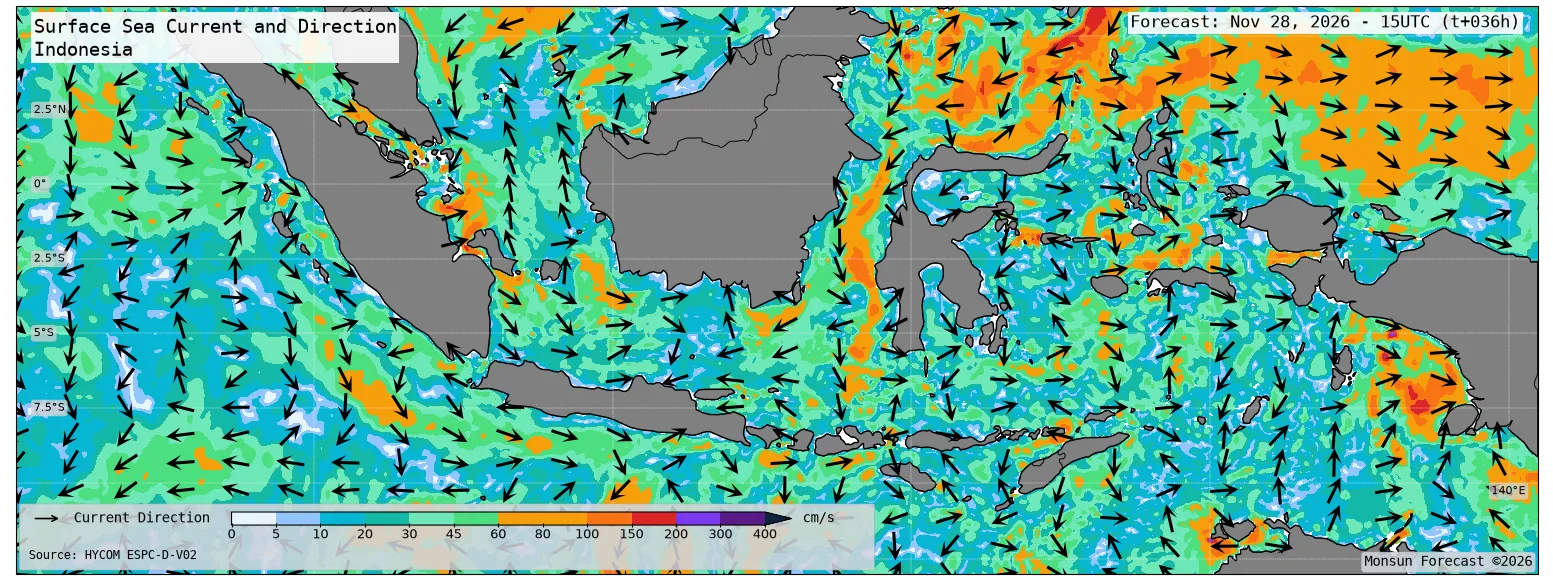 Surface Sea Current and Direction
Indonesia
Forecast: Nov 28, 2026 - 15UTC (t+036h)
2.5°N
0°
2.5°S
5°S
7.5°S
140°E
Current Direction
0 5 10 20 30 45 60 80 100 150 200 300 400 cm/s
Source: HYCOM ESPC-D-V02
Monsun Forecast ©2026